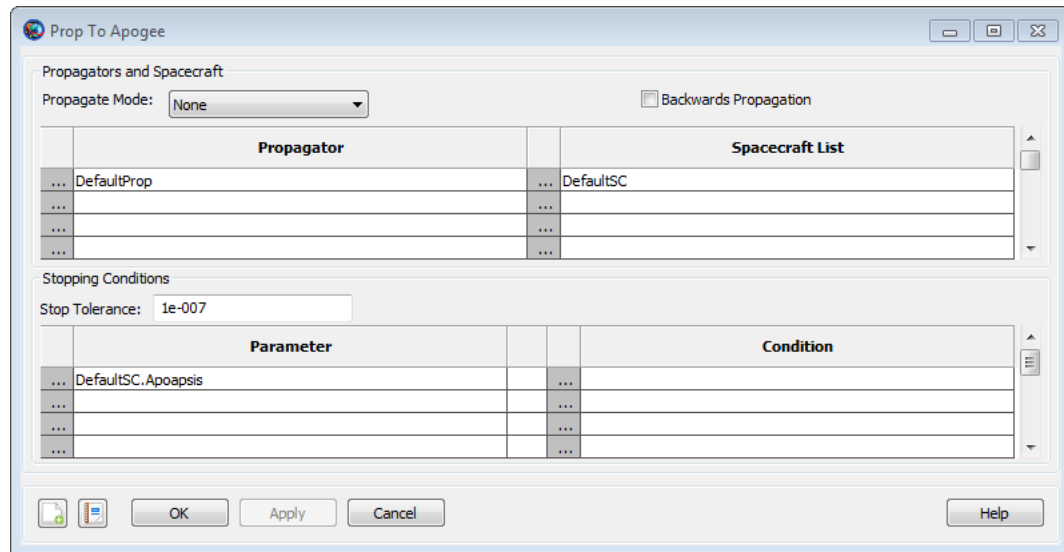 Prop To Apogee
Propagators and Spacecraft
Propagate Mode: None Backwards Propagation
Propagator Spacecraft List
... DefaultProp ... DefaultSC
... ...
... ...
... ...
Stopping Conditions
Stop Tolerance: 1e-007
Parameter Condition
... DefaultSC.Apoapsis ...
... ...
... ...
... ...
OK Apply Cancel Help